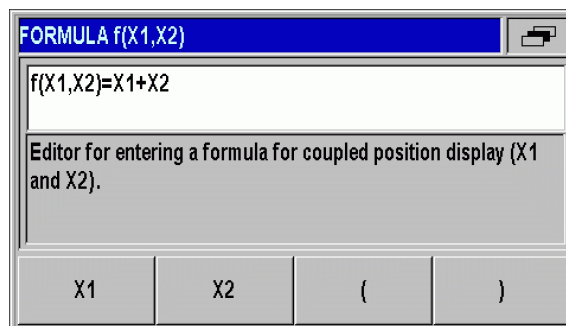 FORMULA f(X1,X2)
f(X1,X2)=X1+X2
Editor for entering a formula for coupled position display (X1
and X2).
X1 X2 ( )